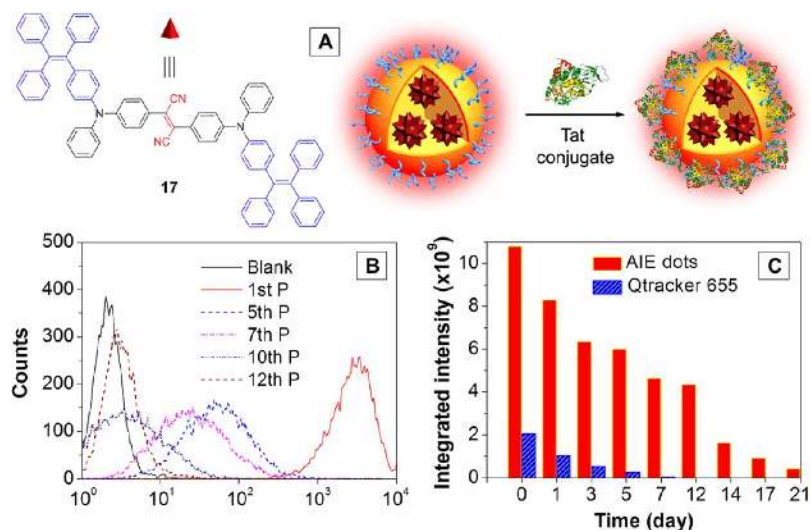 A
CN
N
N
NC
17
Tat
conjugate
B
500
400
300
200
100
0
Counts
Blank
1st P
5th P
7th P
10th P
12th P
10⁰ 10¹ 10² 10³ 10⁴
C
Integrated intensity (x10⁹)
10
8
6
4
2
0
AIE dots
Qtracker 655
0 1 3 5 7 12 14 17 21
Time (day)